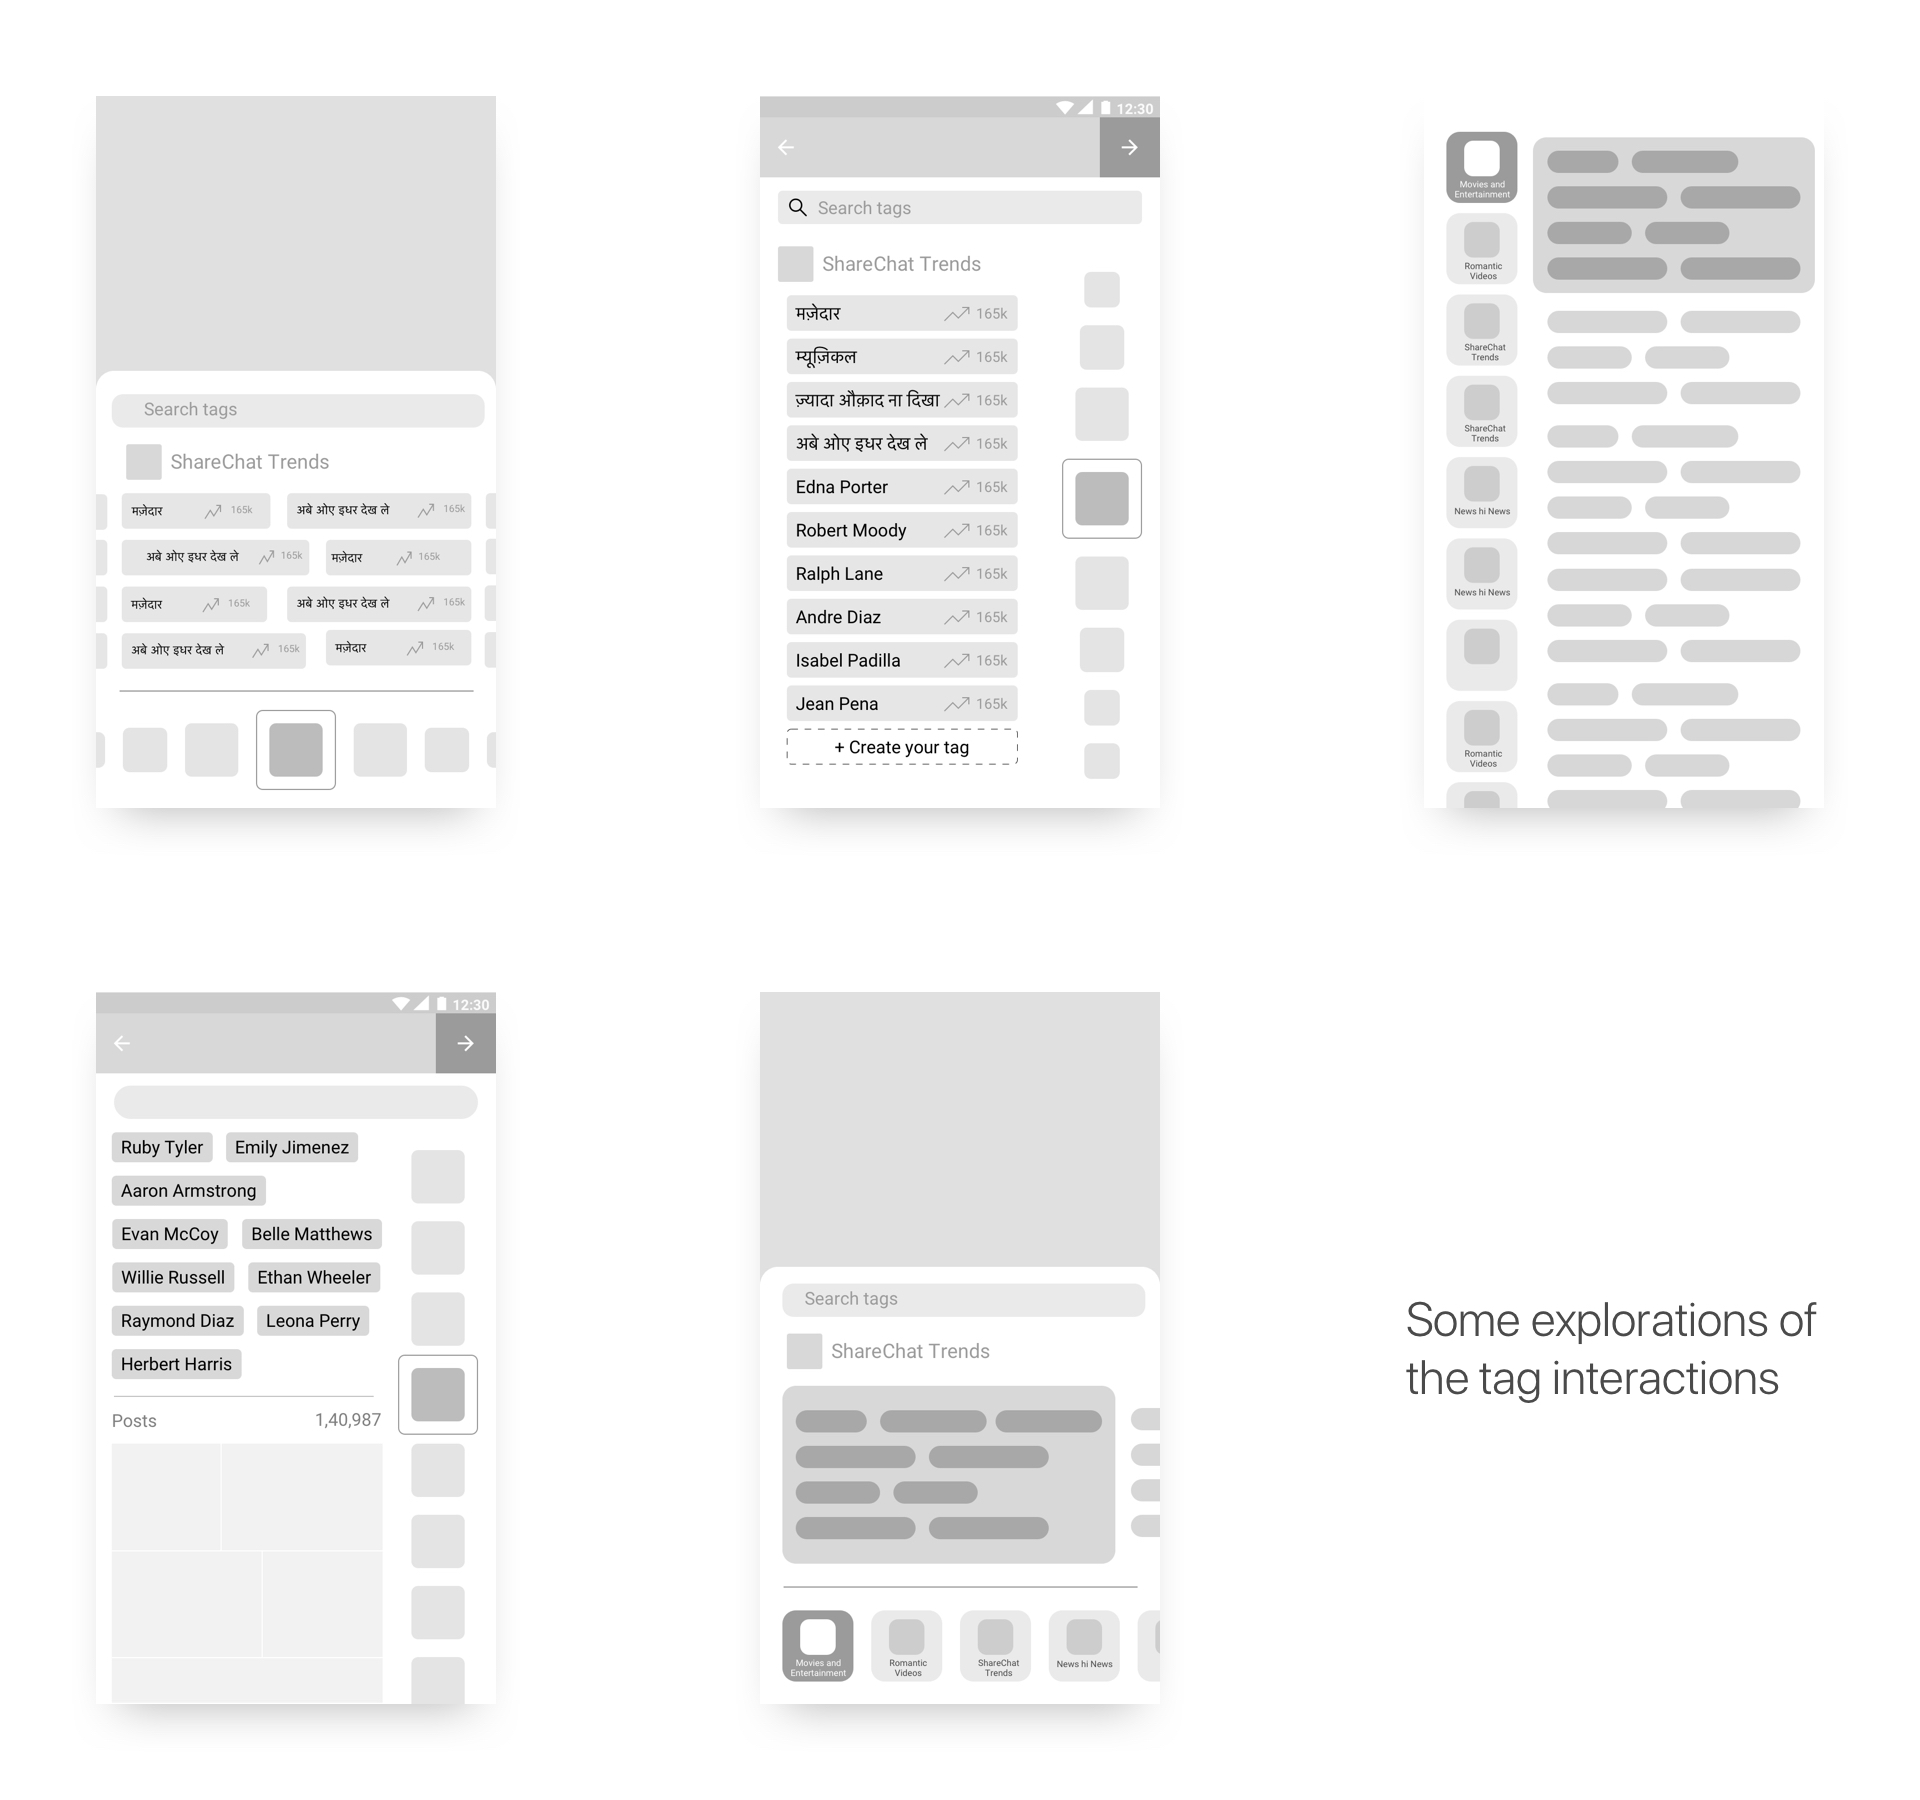 Search tags
ShareChat Trends
मज़ेदार 165k अबे ओए इधर देख ले 165k
अबे ओए इधर देख ले 165k मज़ेदार 165k
मज़ेदार 165k अबे ओए इधर देख ले 165k
अबे ओए इधर देख ले 165k मज़ेदार 165k
12:30
Search tags
ShareChat Trends
मज़ेदार 165k
म्यूज़िकल 165k
ज़्यादा औक़ाद ना दिखा 165k
अबे ओए इधर देख ले 165k
Edna Porter 165k
Robert Moody 165k
Ralph Lane 165k
Andre Diaz 165k
Isabel Padilla 165k
Jean Pena 165k
+ Create your tag
Movies and
Entertainment
Romantic
Videos
ShareChat
Trends
ShareChat
Trends
News hi News
News hi News
Romantic
Videos
12:30
Ruby Tyler Emily Jimenez
Aaron Armstrong
Evan McCoy Belle Matthews
Willie Russell Ethan Wheeler
Raymond Diaz Leona Perry
Herbert Harris
Posts 1,40,987
Search tags
ShareChat Trends
Movies and
Entertainment
Romantic
Videos
ShareChat
Trends
News hi News
Some explorations of
the tag interactions